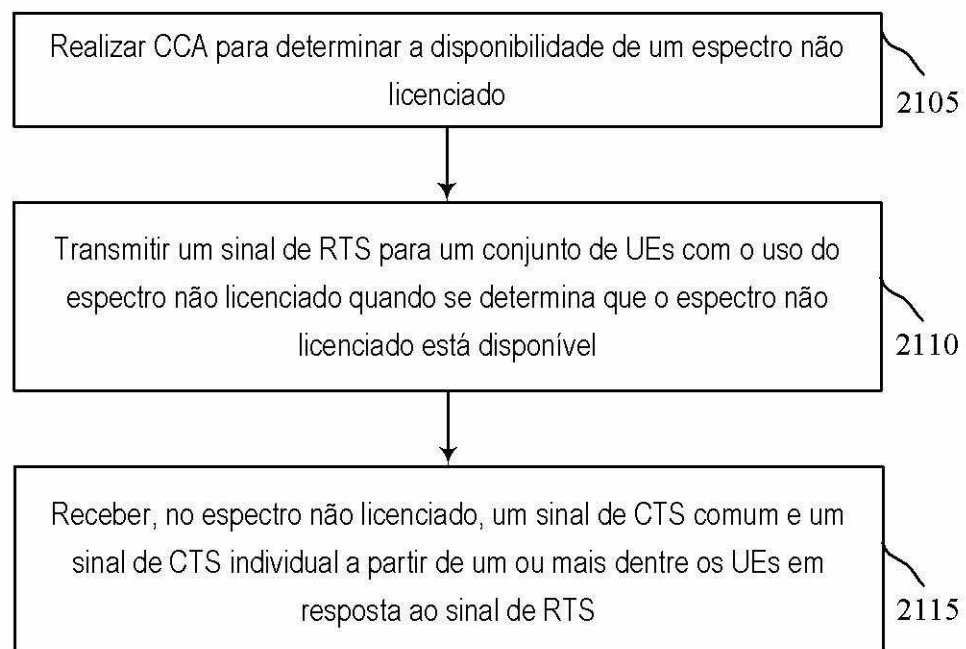 Realizar CCA para determinar a disponibilidade de um espectro não
licenciado
2105
Transmitir um sinal de RTS para um conjunto de UEs com o uso do
espectro não licenciado quando se determina que o espectro não
licenciado está disponível
2110
Receber, no espectro não licenciado, um sinal de CTS comum e um
sinal de CTS individual a partir de um ou mais dentre os UEs em
resposta ao sinal de RTS
2115